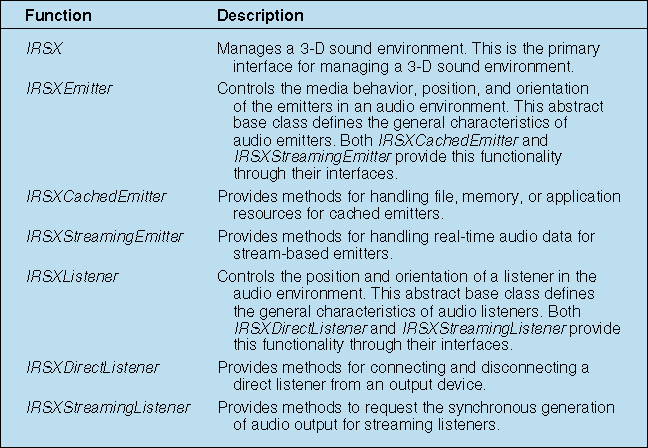 Function Description
IRSX Manages a 3-D sound environment. This is the primary
interface for managing a 3-D sound environment.
IRSXEmitter Controls the media behavior, position, and orientation
of the emitters in an audio environment. This abstract
base class defines the general characteristics of
audio emitters. Both IRSXCachedEmitter and
IRSXStreamingEmitter provide this functionality
through their interfaces.
IRSXCachedEmitter Provides methods for handling file, memory, or application
resources for cached emitters.
IRSXStreamingEmitter Provides methods for handling real-time audio data for
stream-based emitters.
IRSXListener Controls the position and orientation of a listener in the
audio environment. This abstract base class defines
the general characteristics of audio listeners. Both
IRSXDirectListener and IRSXStreamingListener provide
this functionality through their interfaces.
IRSXDirectListener Provides methods for connecting and disconnecting a
direct listener from an output device.
IRSXStreamingListener Provides methods to request the synchronous generation
of audio output for streaming listeners.